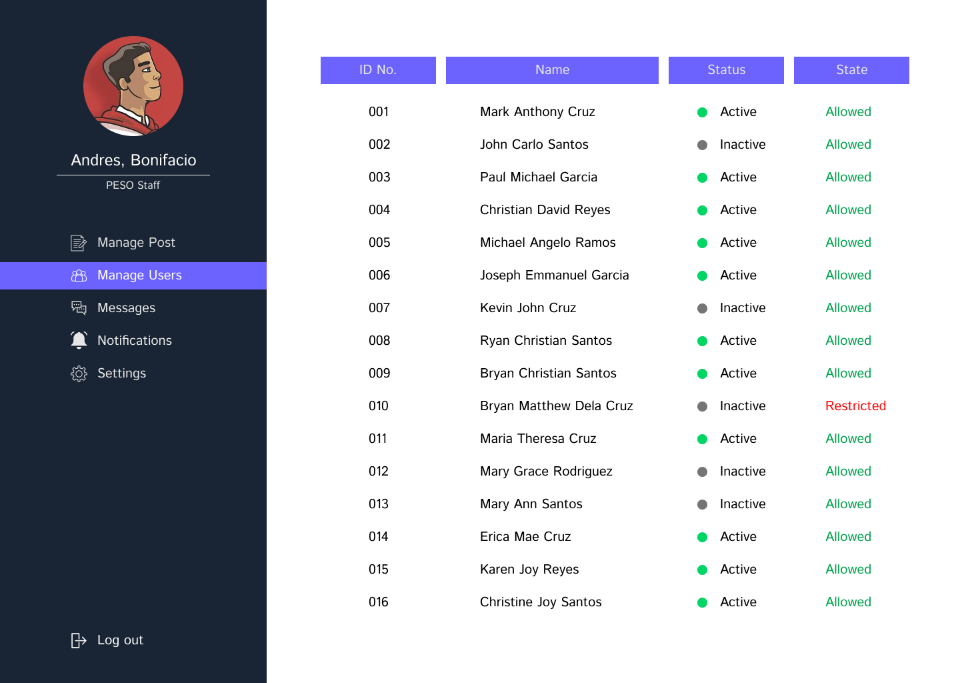 Andres, Bonifacio
PESO Staff
Manage Post
Manage Users
Messages
Notifications
Settings
Log out
ID No. Name Status State
001 Mark Anthony Cruz Active Allowed
002 John Carlo Santos Inactive Allowed
003 Paul Michael Garcia Active Allowed
004 Christian David Reyes Active Allowed
005 Michael Angelo Ramos Active Allowed
006 Joseph Emmanuel Garcia Active Allowed
007 Kevin John Cruz Inactive Allowed
008 Ryan Christian Santos Active Allowed
009 Bryan Christian Santos Active Allowed
010 Bryan Matthew Dela Cruz Inactive Restricted
011 Maria Theresa Cruz Active Allowed
012 Mary Grace Rodriguez Inactive Allowed
013 Mary Ann Santos Inactive Allowed
014 Erica Mae Cruz Active Allowed
015 Karen Joy Reyes Active Allowed
016 Christine Joy Santos Active Allowed